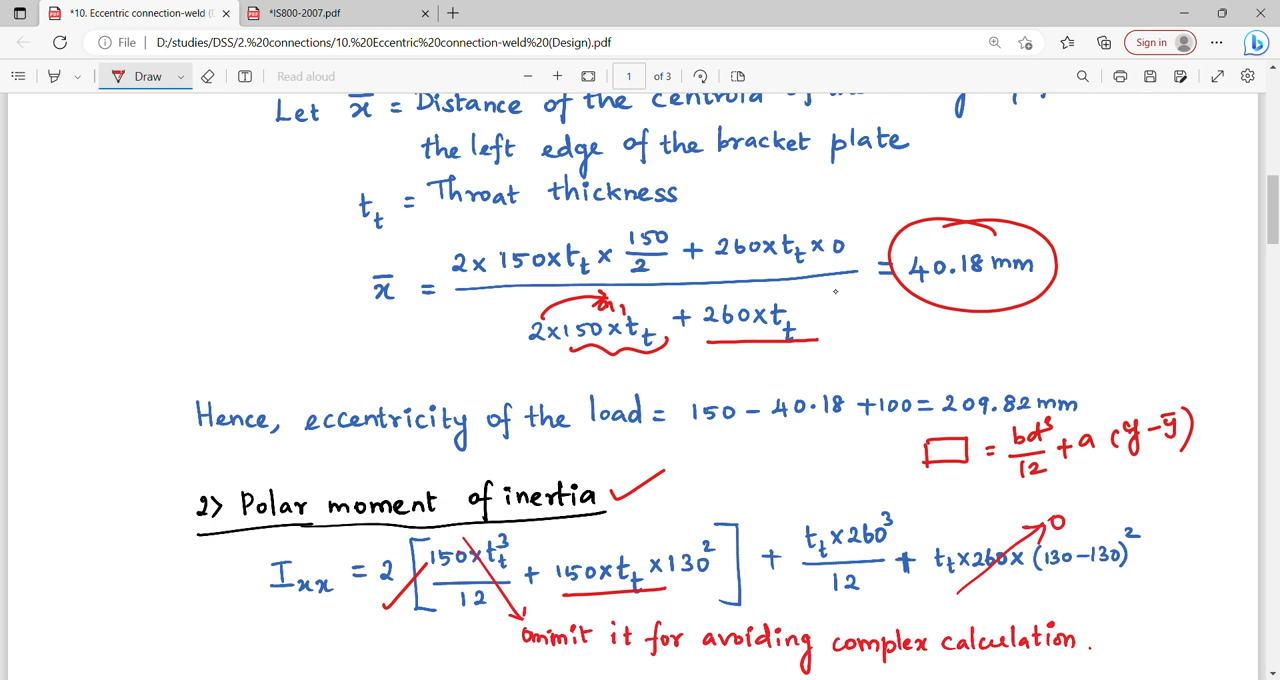 *10. Eccentric connection-weld (
*IS800-2007.pdf
File D:/studies/DSS/2.%20connections/10.%20Eccentric%20connection-weld%20(Design).pdf
Sign in
Draw
Read aloud
1 of 3
Let x̄ = Distance of the centroid of
the left edge of the bracket plate
t_t = Throat thickness
x̄ = (2 x 150 x t_t x 150/2 + 260 x t_t x 0) / (2 x 150 x t_t + 260 x t_t) = 40.18 mm
Hence, eccentricity of the load = 150 - 40.18 + 100 = 209.82 mm
= bd³/12 + a (y - ȳ)
2> Polar moment of inertia
I_xx = 2 [150 x t_t³/12 + 150 x t_t x 130²] + t_t x 260³/12 + t_t x 260 x (130 - 130)² 0
ommit it for avoiding complex calculation.